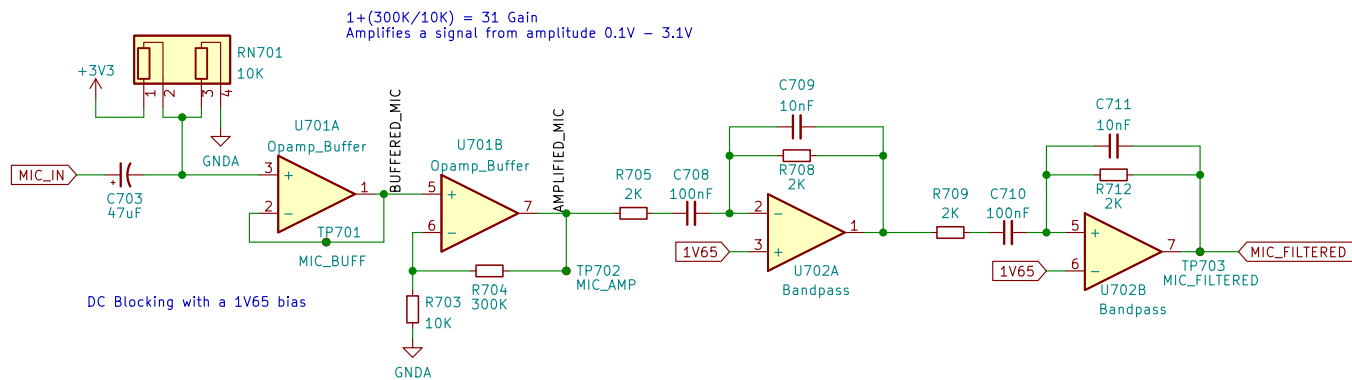 1+(300K/10K) = 31 Gain
Amplifies a signal from amplitude 0.1V - 3.1V
RN701
10K
+3V3
1
2
3
4
GNDA
MIC_IN
C703
47uF
+
U701A
Opamp_Buffer
3
+
2
-
1
BUFFERED_MIC
TP701
MIC_BUFF
U701B
Opamp_Buffer
5
+
6
-
7
AMPLIFIED_MIC
TP702
MIC_AMP
R704
300K
R703
10K
GNDA
DC Blocking with a 1V65 bias
R705
2K
C708
100nF
C709
10nF
R708
2K
2
-
3
+
1
1V65
U702A
Bandpass
R709
2K
C710
100nF
C711
10nF
R712
2K
5
+
6
-
7
1V65
U702B
Bandpass
TP703
MIC_FILTERED
MIC_FILTERED